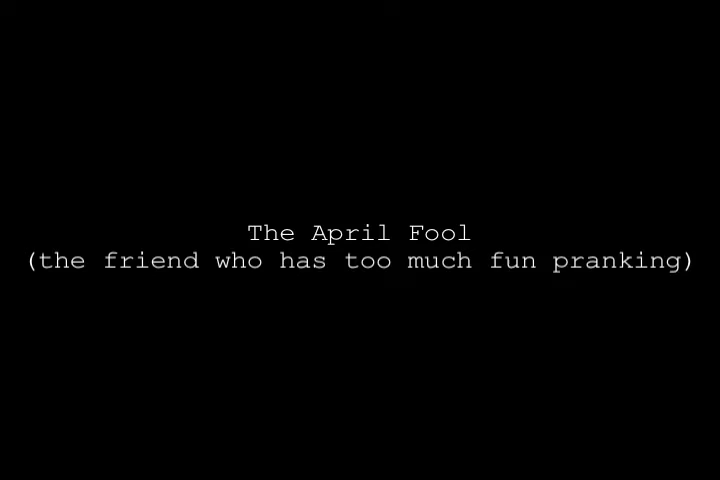 The April Fool
(the friend who has too much fun pranking)